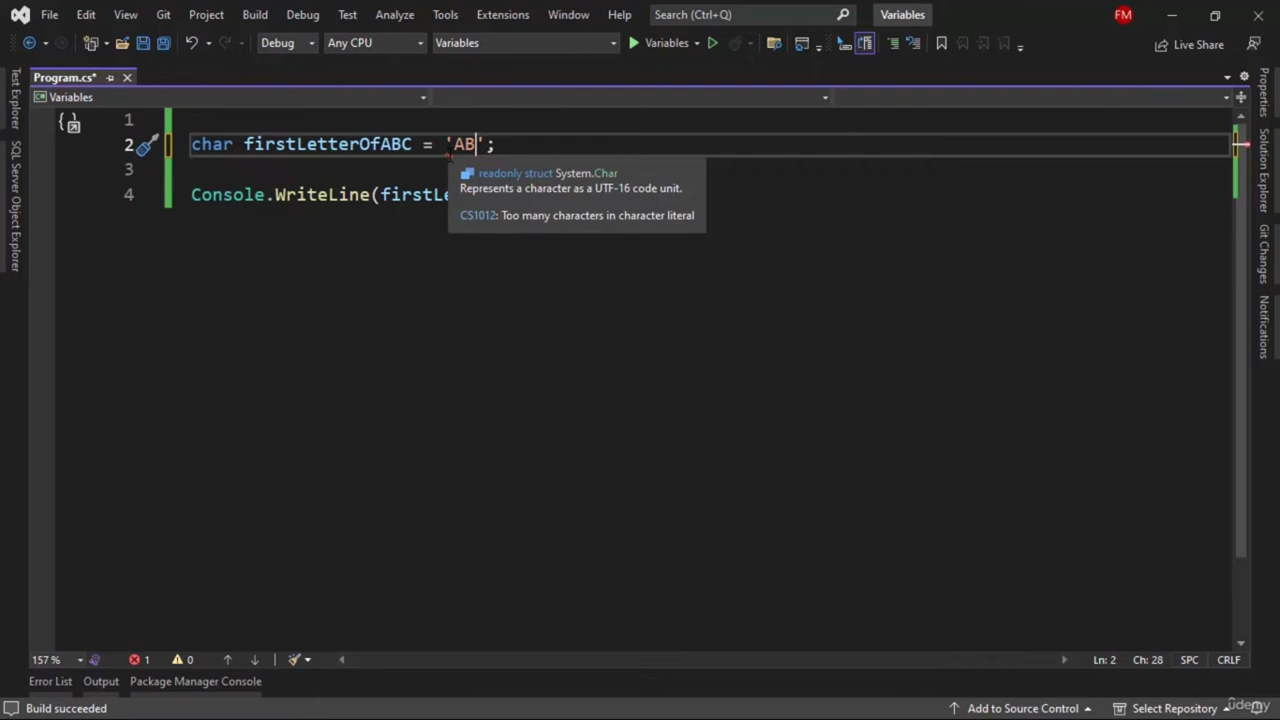 File Edit View Git Project Build Debug Test Analyze Tools Extensions Window Help Search (Ctrl+Q) Variables FM
Debug Any CPU Variables Variables Live Share
Program.cs*
Variables
Test Explorer
SQL Server Object Explorer
Properties
Solution Explorer
Git Changes
Notifications
1
2 char firstLetterOfABC = 'AB';
3
4 Console.WriteLine(firstLe
readonly struct System.Char
Represents a character as a UTF-16 code unit.
CS1012: Too many characters in character literal
157 % 1 0 Ln: 2 Ch: 28 SPC CRLF
Error List Output Package Manager Console
Build succeeded Add to Source Control Select Repository
ûdemy